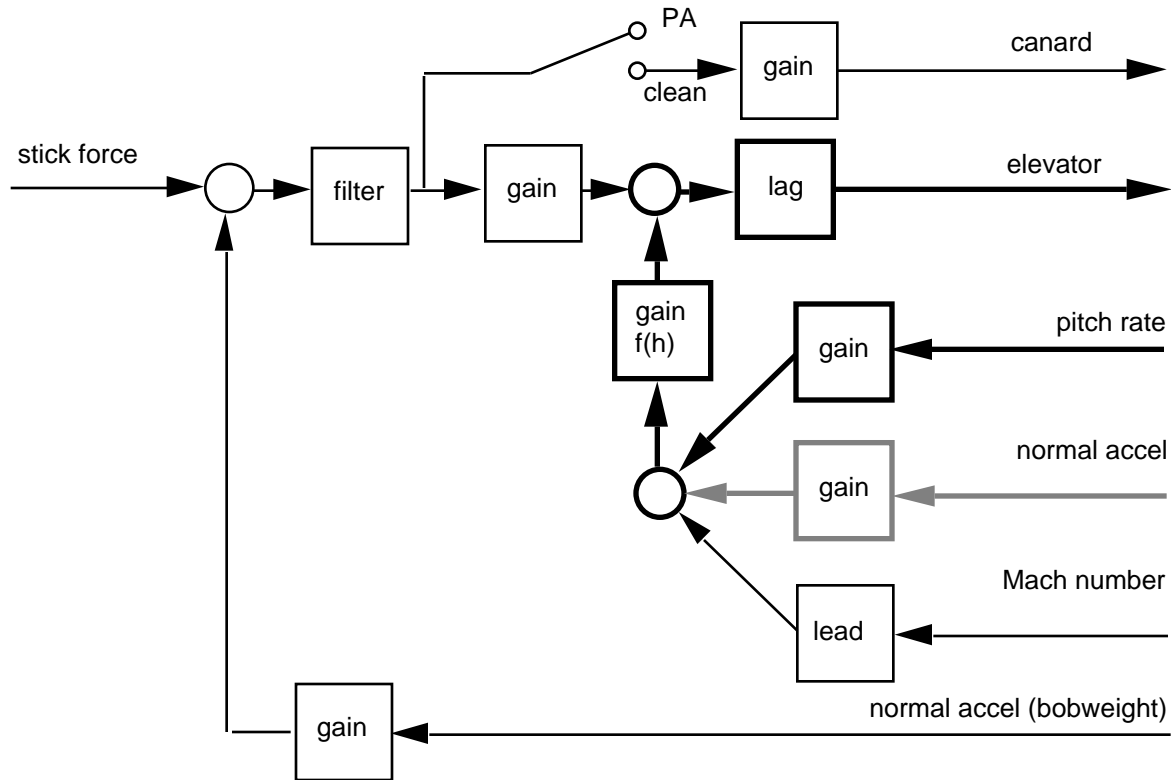 PA
canard
gain
clean
stick force
elevator
filter
gain
lag
gain
f(h)
pitch rate
gain
normal accel
gain
Mach number
lead
normal accel (bobweight)
gain